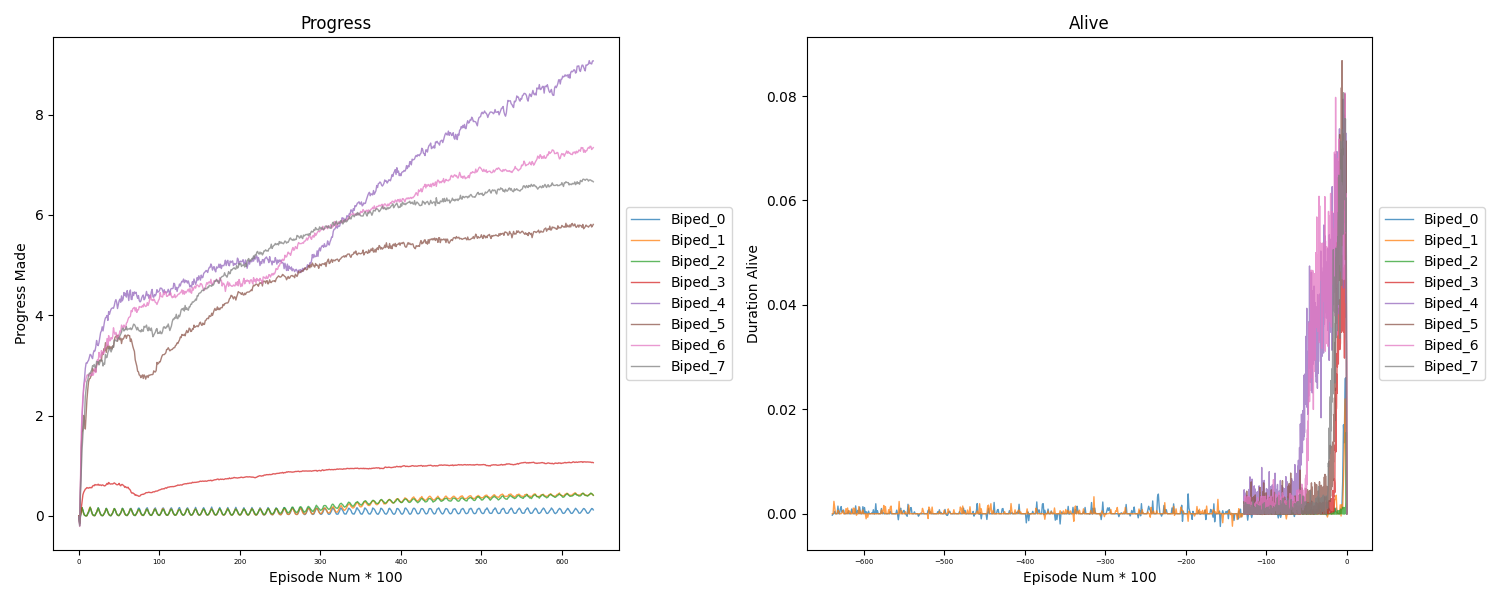 Progress
Progress Made
8
6
4
2
0
0
100
200
300
400
500
600
Episode Num * 100
Biped_0
Biped_1
Biped_2
Biped_3
Biped_4
Biped_5
Biped_6
Biped_7
Alive
Duration Alive
0.08
0.06
0.04
0.02
0.00
−600
−500
−400
−300
−200
−100
0
Episode Num * 100
Biped_0
Biped_1
Biped_2
Biped_3
Biped_4
Biped_5
Biped_6
Biped_7